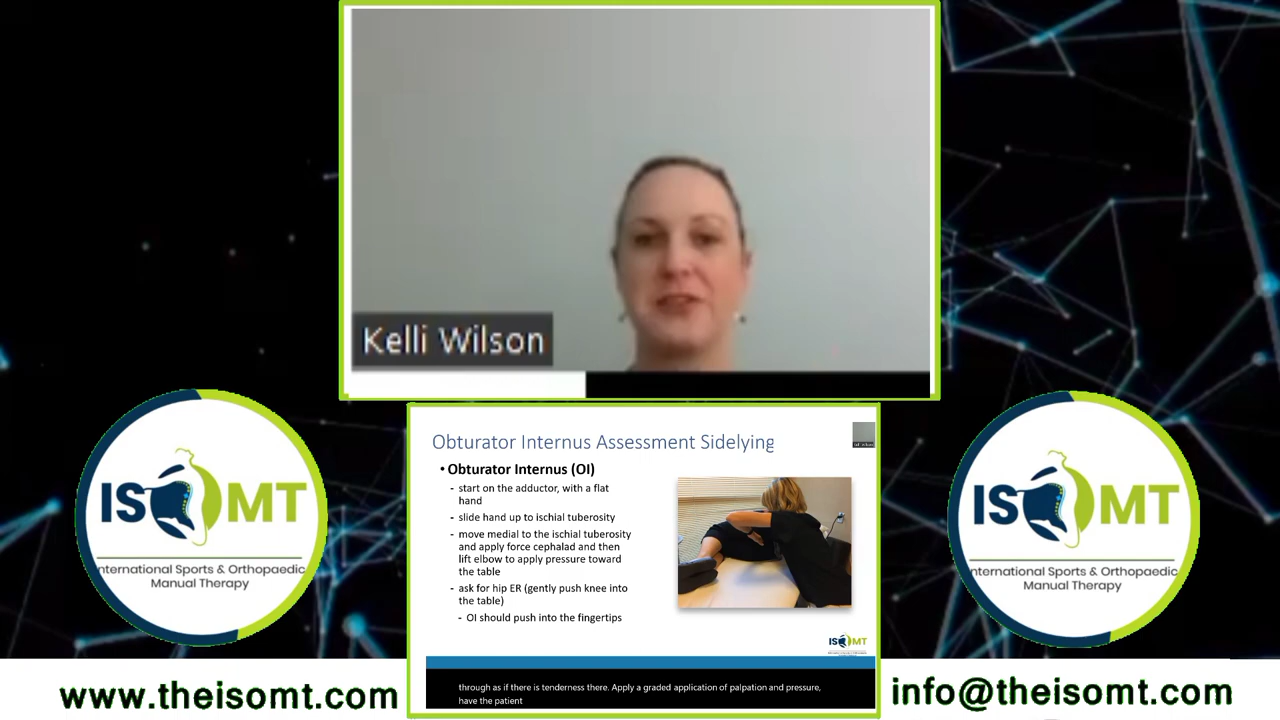 Kelli Wilson
ISOMT
nternational Sports & Orthopaedic
Manual Therapy
Obturator Internus Assessment Sidelying
• Obturator Internus (OI)
- start on the adductor, with a flat
hand
- slide hand up to ischial tuberosity
- move medial to the ischial tuberosity
and apply force cephalad and then
lift elbow to apply pressure toward
the table
- ask for hip ER (gently push knee into
the table)
- OI should push into the fingertips
ISOMT
through as if there is tenderness there. Apply a graded application of palpation and pressure,
have the patient
ISOMT
nternational Sports & Orthopaedic
Manual Therapy
www.theisomt.com
info@theisomt.com